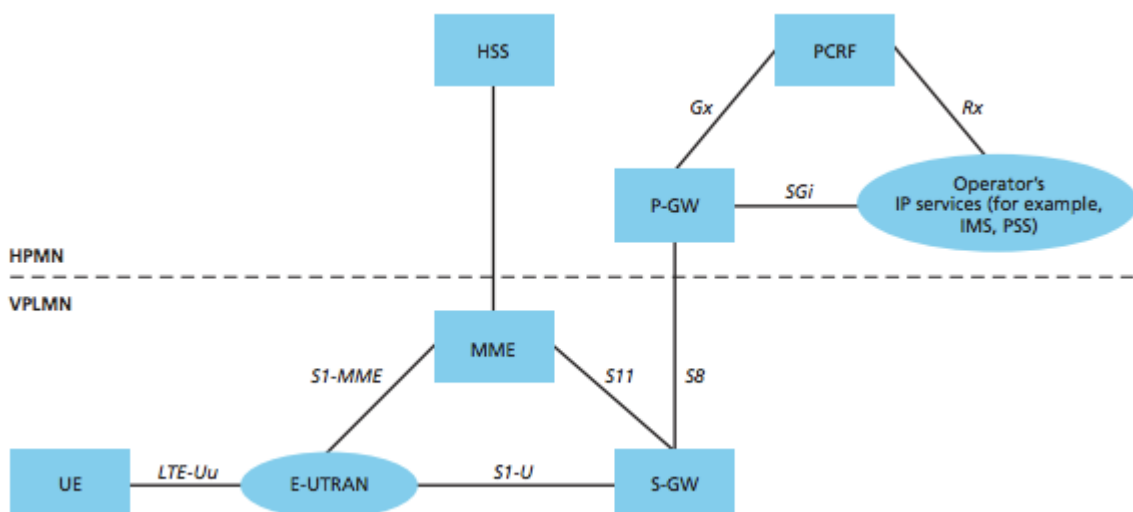 HSS
PCRF
Gx
Rx
P-GW
SGi
Operator's
IP services (for example,
IMS, PSS)
HPMN
VPLMN
MME
S1-MME
S11
S8
UE
LTE-Uu
E-UTRAN
S1-U
S-GW